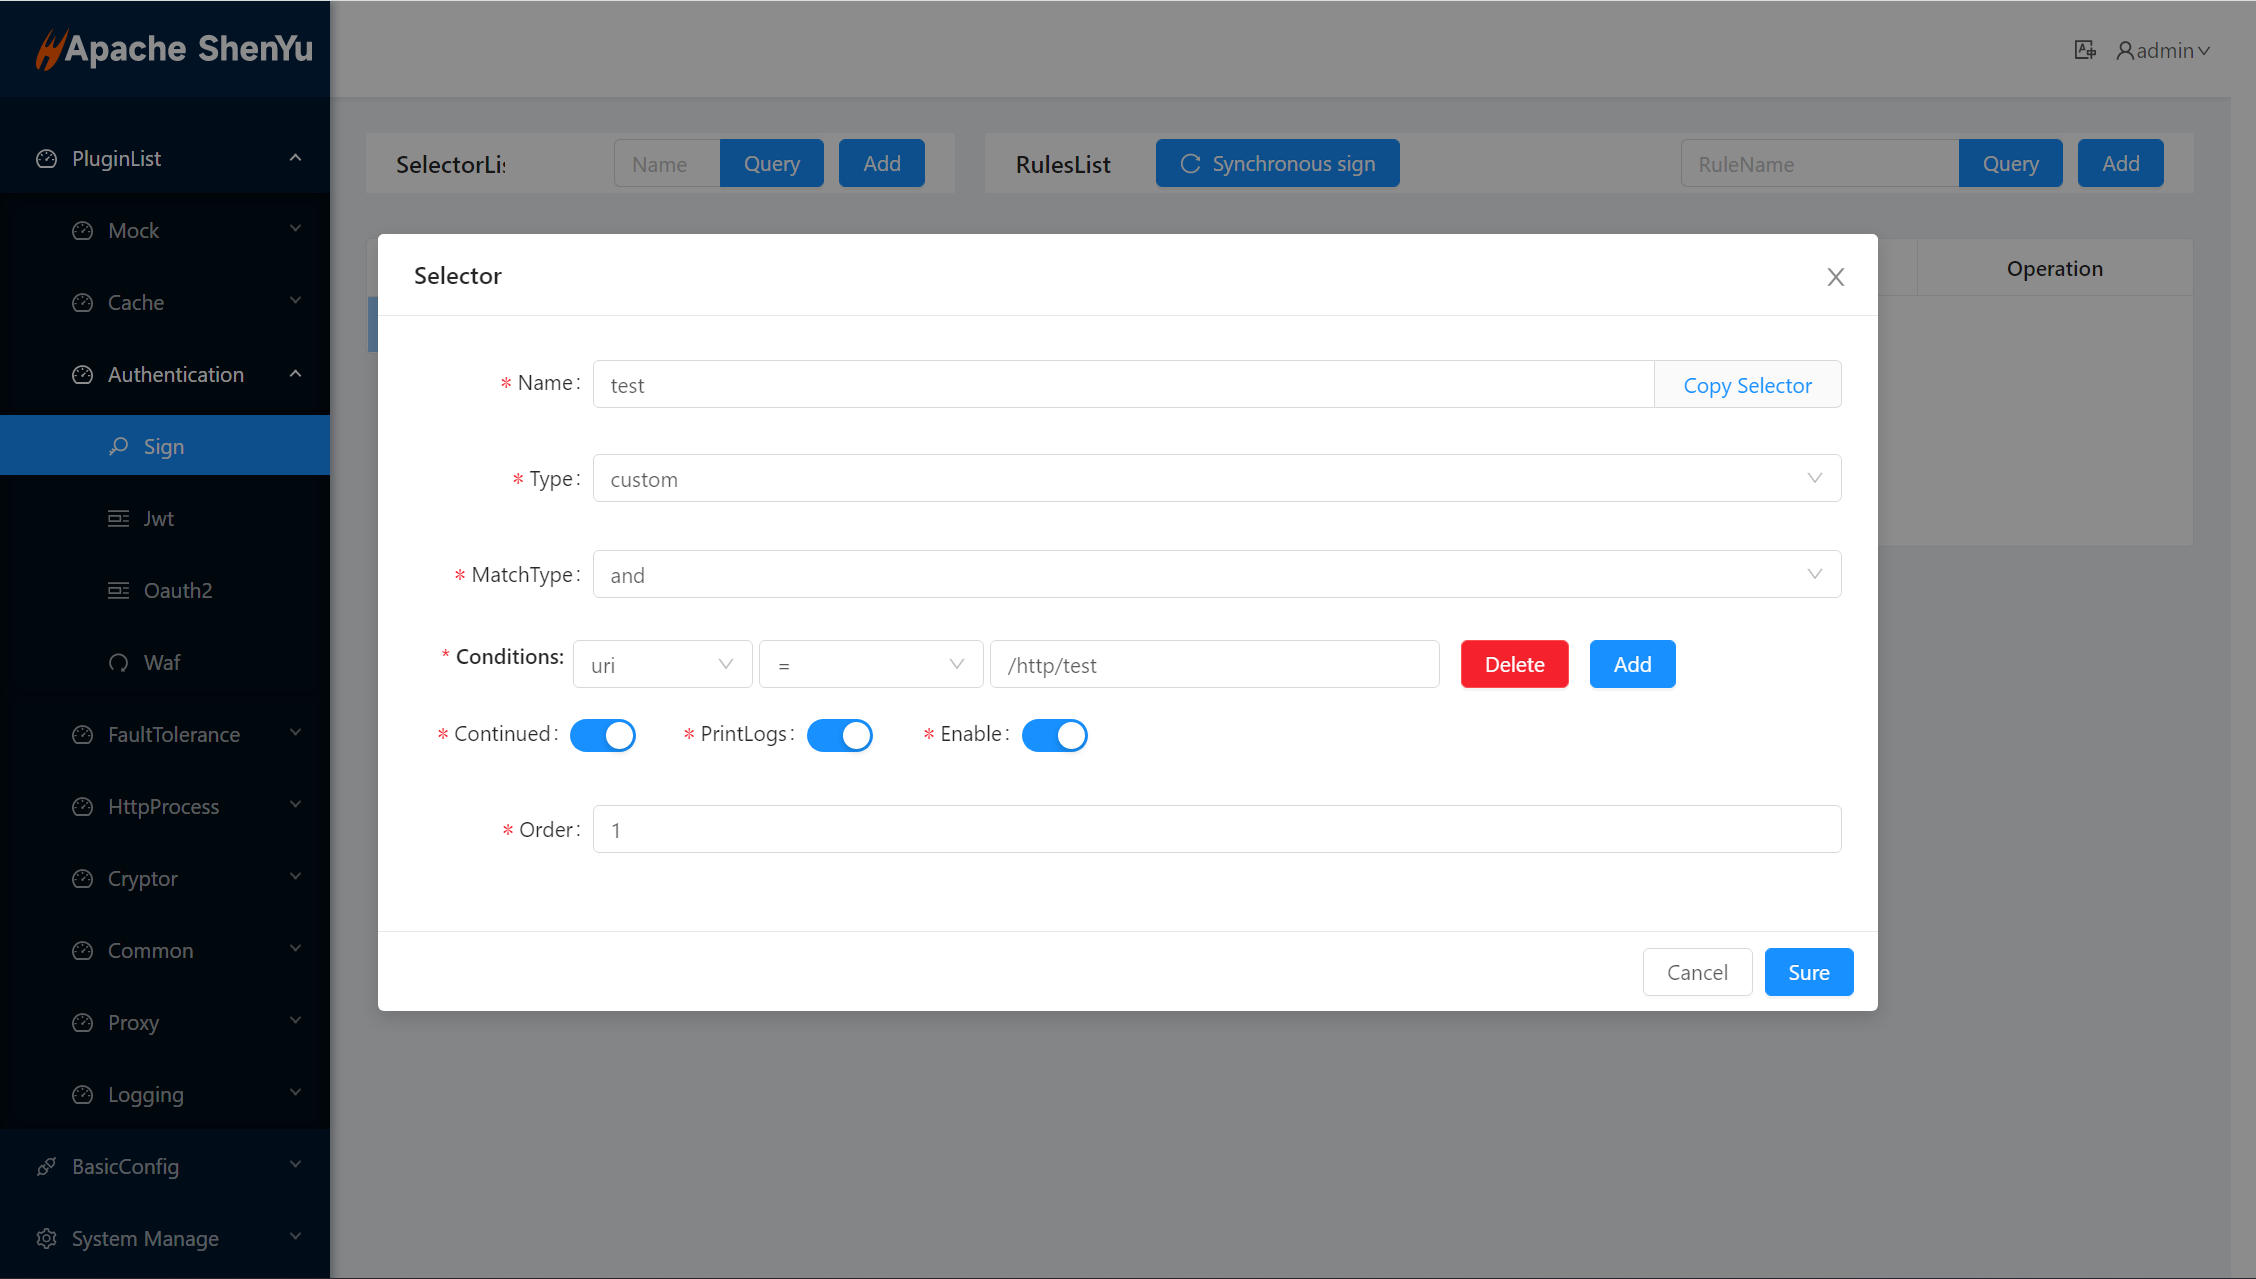 Apache ShenYu
admin
PluginList
Mock
Cache
Authentication
Sign
Jwt
Oauth2
Waf
FaultTolerance
HttpProcess
Cryptor
Common
Proxy
Logging
BasicConfig
System Manage
SelectorLis
Name
Query
Add
RulesList
Synchronous sign
RuleName
Query
Add
Operation
Selector
* Name: test Copy Selector
* Type: custom
* MatchType: and
* Conditions: uri = /http/test Delete Add
* Continued: * PrintLogs: * Enable:
* Order: 1
Cancel Sure